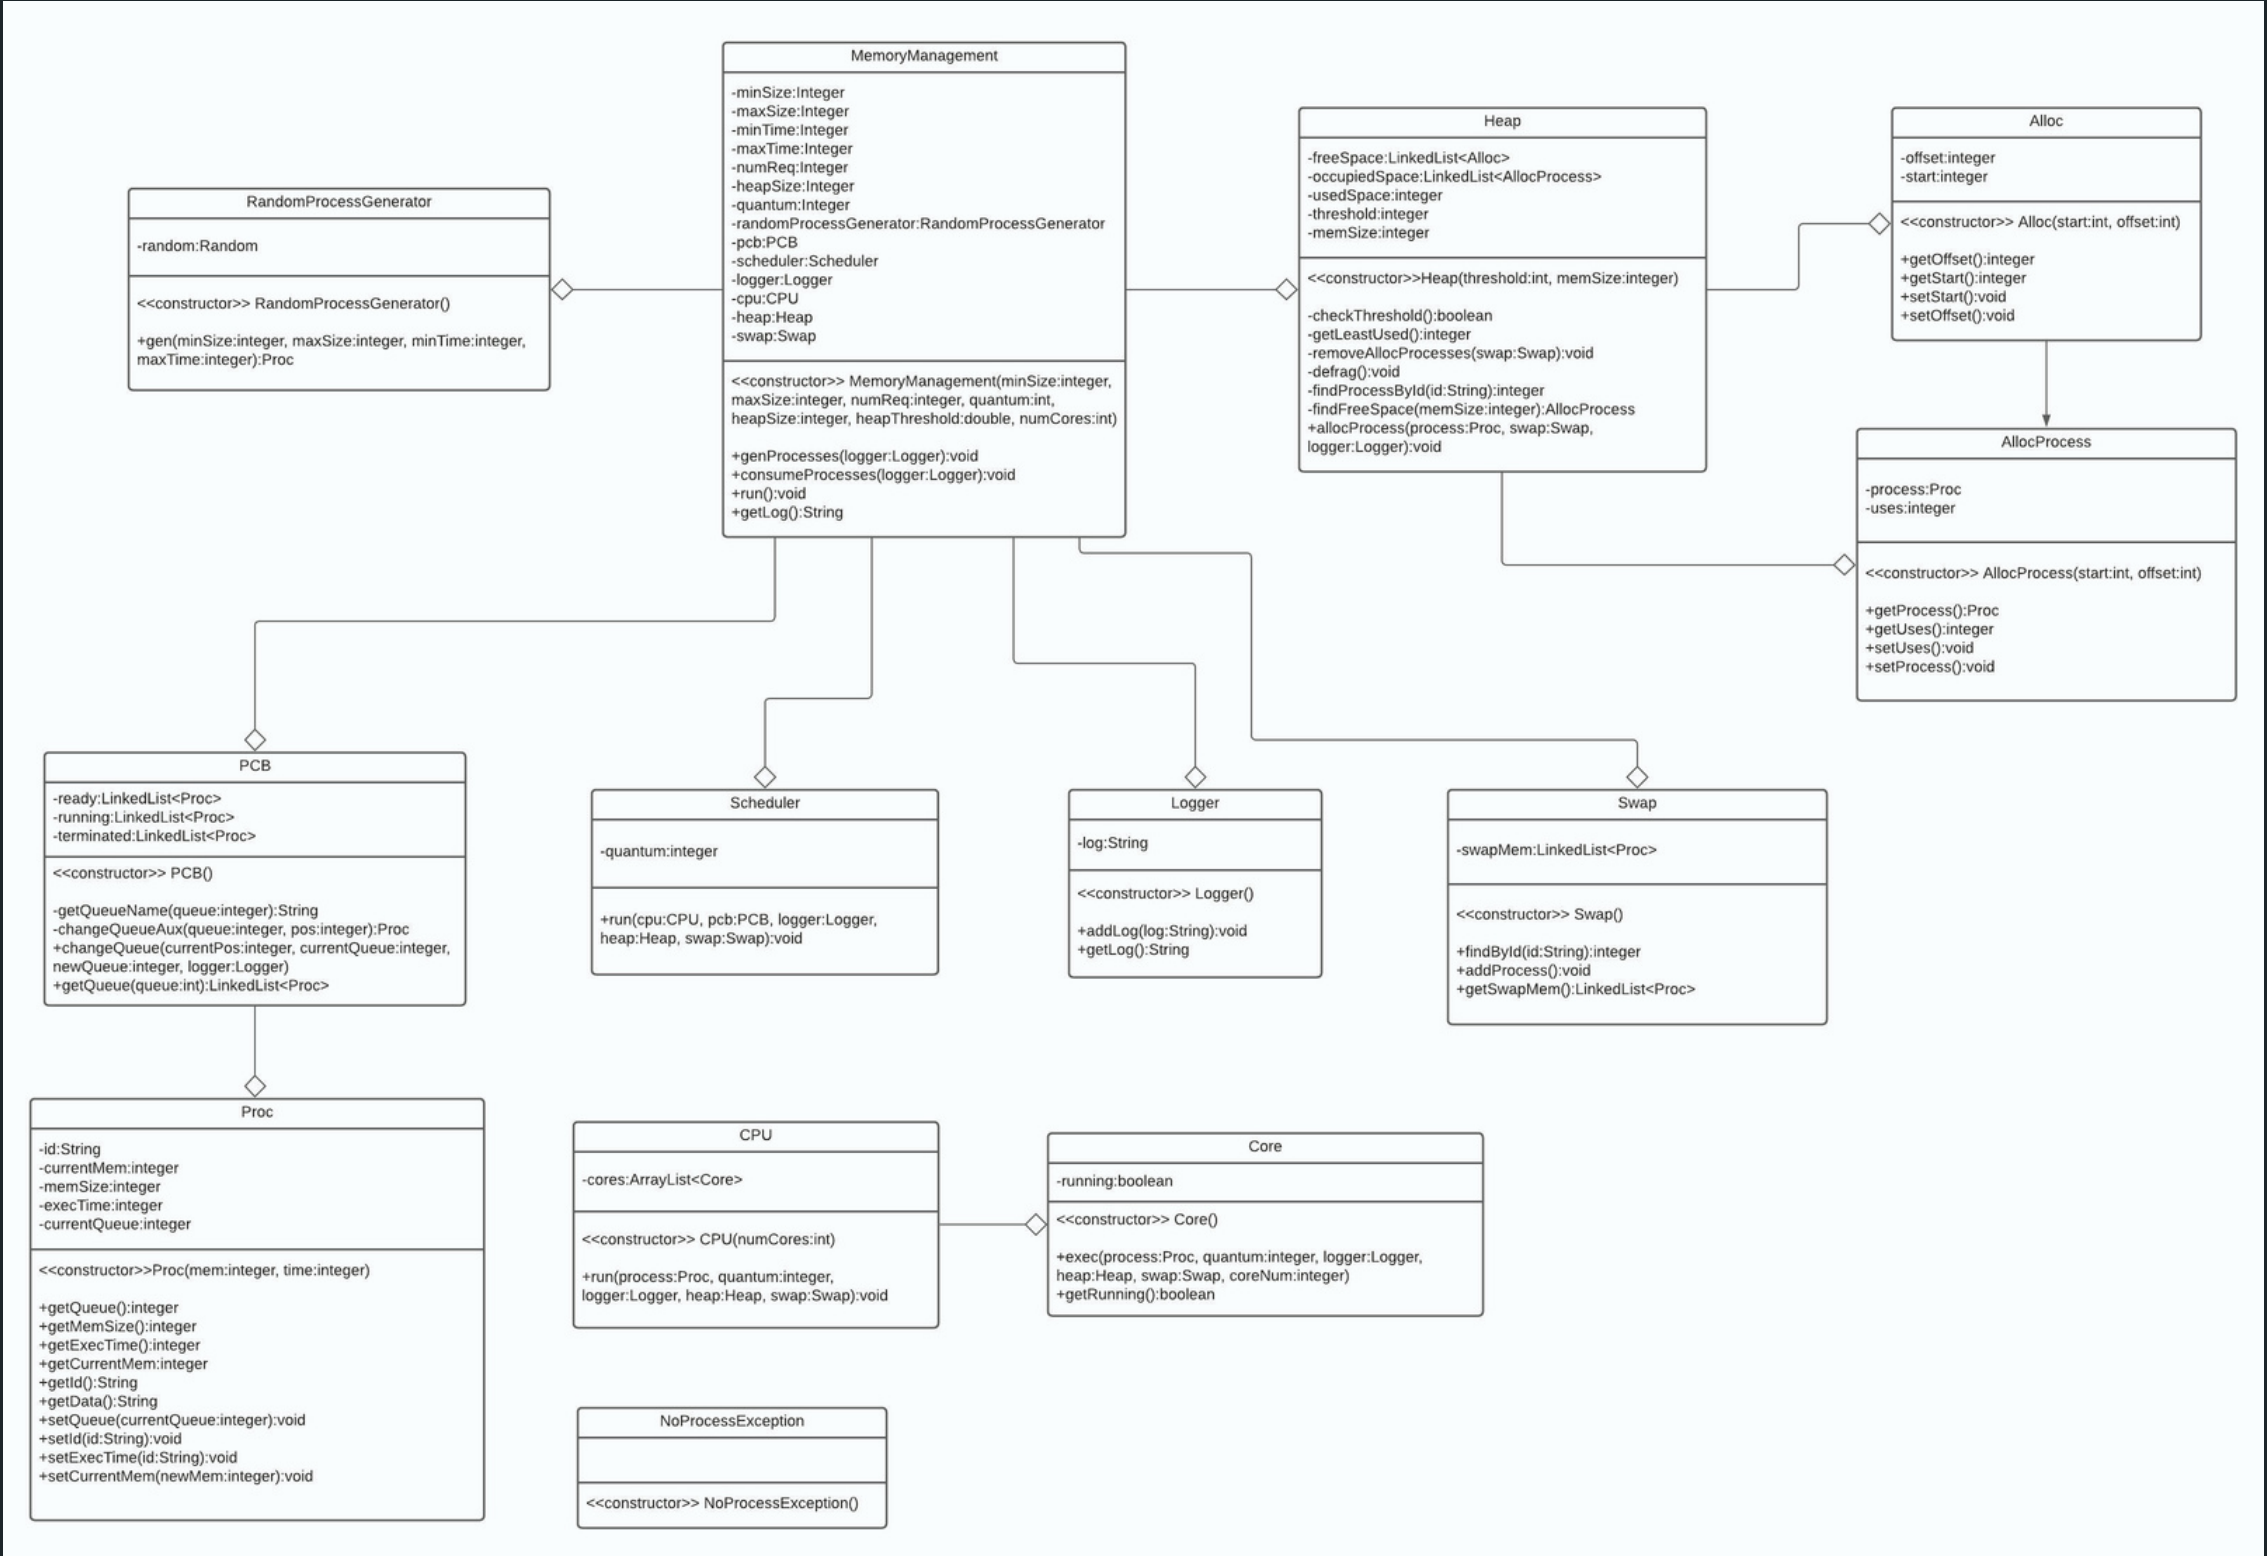 MemoryManagement
-minSize:Integer
-maxSize:Integer
-minTime:Integer
-maxTime:Integer
-numReq:Integer
-heapSize:Integer
-quantum:Integer
-randomProcessGenerator:RandomProcessGenerator
-pcb:PCB
-scheduler:Scheduler
-logger:Logger
-cpu:CPU
-heap:Heap
-swap:Swap
<<constructor>> MemoryManagement(minSize:integer,
maxSize:integer, numReq:integer, quantum:int,
heapSize:integer, heapThreshold:double, numCores:int)
+genProcesses(logger:Logger):void
+consumeProcesses(logger:Logger):void
+run():void
+getLog():String
RandomProcessGenerator
-random:Random
<<constructor>> RandomProcessGenerator()
+gen(minSize:integer, maxSize:integer, minTime:integer,
maxTime:integer):Proc
Heap
-freeSpace:LinkedList<Alloc>
-occupiedSpace:LinkedList<AllocProcess>
-usedSpace:integer
-threshold:integer
-memSize:integer
<<constructor>>Heap(threshold:int, memSize:integer)
-checkThreshold():boolean
-getLeastUsed():integer
-removeAllocProcesses(swap:Swap):void
-defrag():void
-findProcessById(id:String):integer
-findFreeSpace(memSize:integer):AllocProcess
+allocProcess(process:Proc, swap:Swap,
logger:Logger):void
Alloc
-offset:integer
-start:integer
<<constructor>> Alloc(start:int, offset:int)
+getOffset():integer
+getStart():integer
+setStart():void
+setOffset():void
AllocProcess
-process:Proc
-uses:integer
<<constructor>> AllocProcess(start:int, offset:int)
+getProcess():Proc
+getUses():integer
+setUses():void
+setProcess():void
PCB
-ready:LinkedList<Proc>
-running:LinkedList<Proc>
-terminated:LinkedList<Proc>
<<constructor>> PCB()
-getQueueName(queue:integer):String
-changeQueueAux(queue:integer, pos:integer):Proc
+changeQueue(currentPos:integer, currentQueue:integer,
newQueue:integer, logger:Logger)
+getQueue(queue:int):LinkedList<Proc>
Scheduler
-quantum:integer
+run(cpu:CPU, pcb:PCB, logger:Logger,
heap:Heap, swap:Swap):void
Logger
-log:String
<<constructor>> Logger()
+addLog(log:String):void
+getLog():String
Swap
-swapMem:LinkedList<Proc>
<<constructor>> Swap()
+findById(id:String):integer
+addProcess():void
+getSwapMem():LinkedList<Proc>
Proc
-id:String
-currentMem:integer
-memSize:integer
-execTime:integer
-currentQueue:integer
<<constructor>>Proc(mem:integer, time:integer)
+getQueue():integer
+getMemSize():integer
+getExecTime():integer
+getCurrentMem:integer
+getId():String
+getData():String
+setQueue(currentQueue:integer):void
+setId(id:String):void
+setExecTime(id:String):void
+setCurrentMem(newMem:integer):void
CPU
-cores:ArrayList<Core>
<<constructor>> CPU(numCores:int)
+run(process:Proc, quantum:integer,
logger:Logger, heap:Heap, swap:Swap):void
Core
-running:boolean
<<constructor>> Core()
+exec(process:Proc, quantum:integer, logger:Logger,
heap:Heap, swap:Swap, coreNum:integer)
+getRunning():boolean
NoProcessException
<<constructor>> NoProcessException()